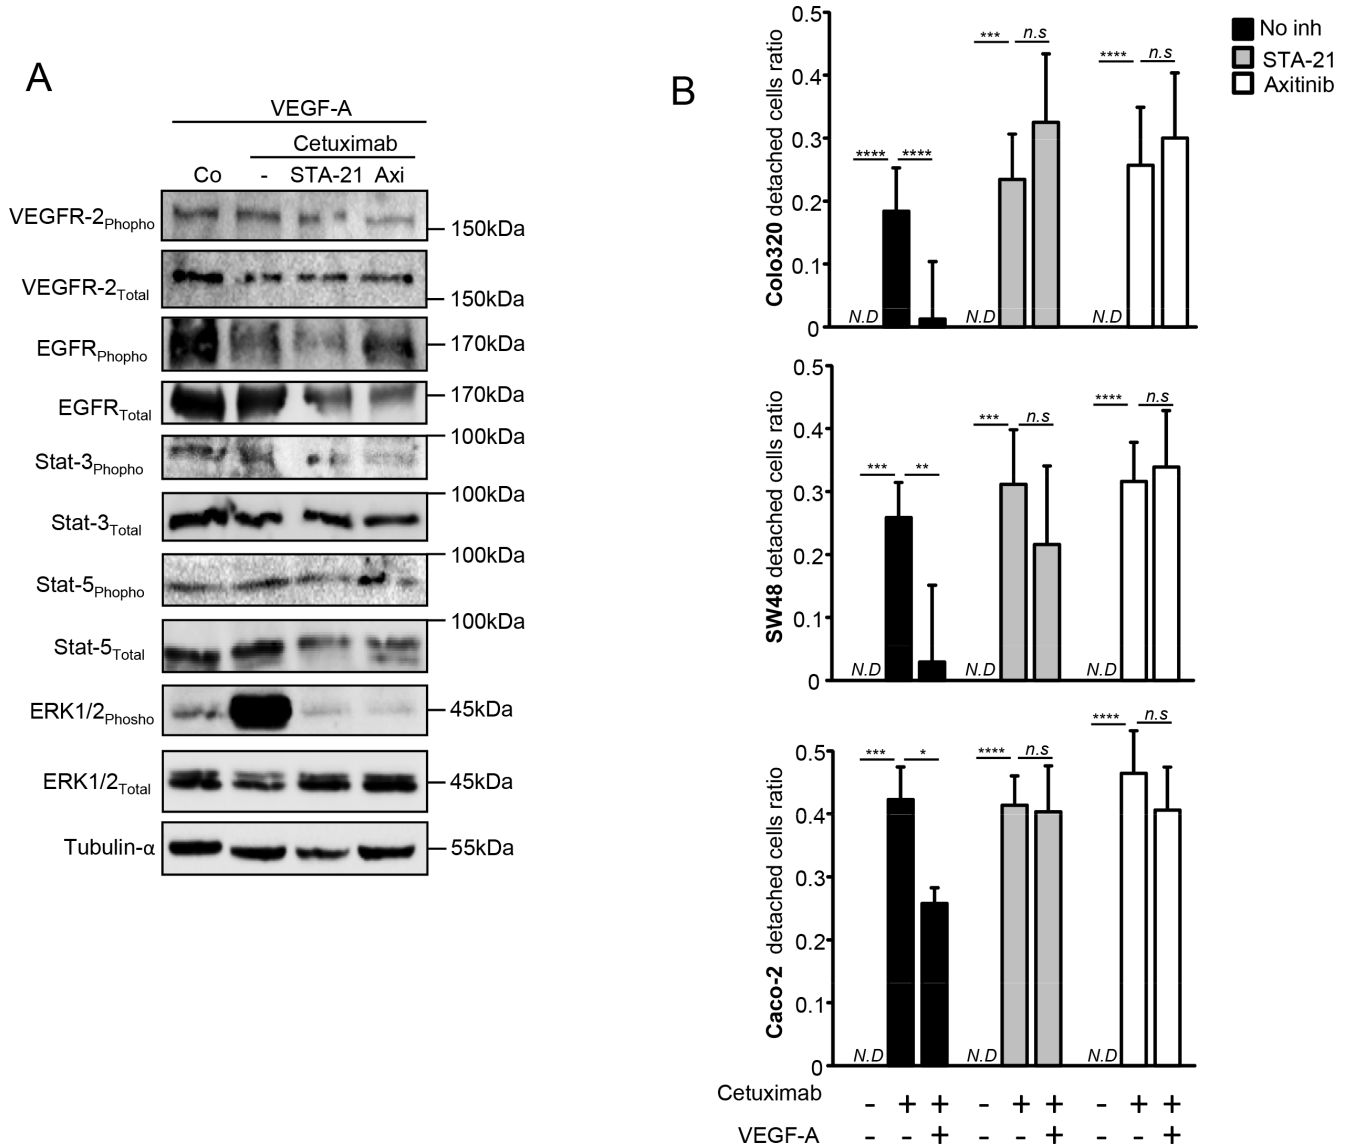 A
VEGF-A
Cetuximab
Co - STA-21 Axi
VEGFR-2Phopho 150kDa
VEGFR-2Total 150kDa
EGFRPhopho 170kDa
EGFRTotal 170kDa
Stat-3Phopho 100kDa
Stat-3Total 100kDa
Stat-5Phopho 100kDa
Stat-5Total 100kDa
ERK1/2Phosho 45kDa
ERK1/2Total 45kDa
Tubulin-α 55kDa
B
No inh
STA-21
Axitinib
Colo320 detached cells ratio
0.5
0.4
0.3
0.2
0.1
0
**** ****
*** n.s
**** n.s
N.D N.D N.D
SW48 detached cells ratio
0.5
0.4
0.3
0.2
0.1
0
*** **
*** n.s
**** n.s
N.D N.D N.D
Caco-2 detached cells ratio
0.5
0.4
0.3
0.2
0.1
0
*** *
**** n.s
**** n.s
N.D N.D N.D
Cetuximab - + + - + + - + +
VEGF-A - - + - - + - - +